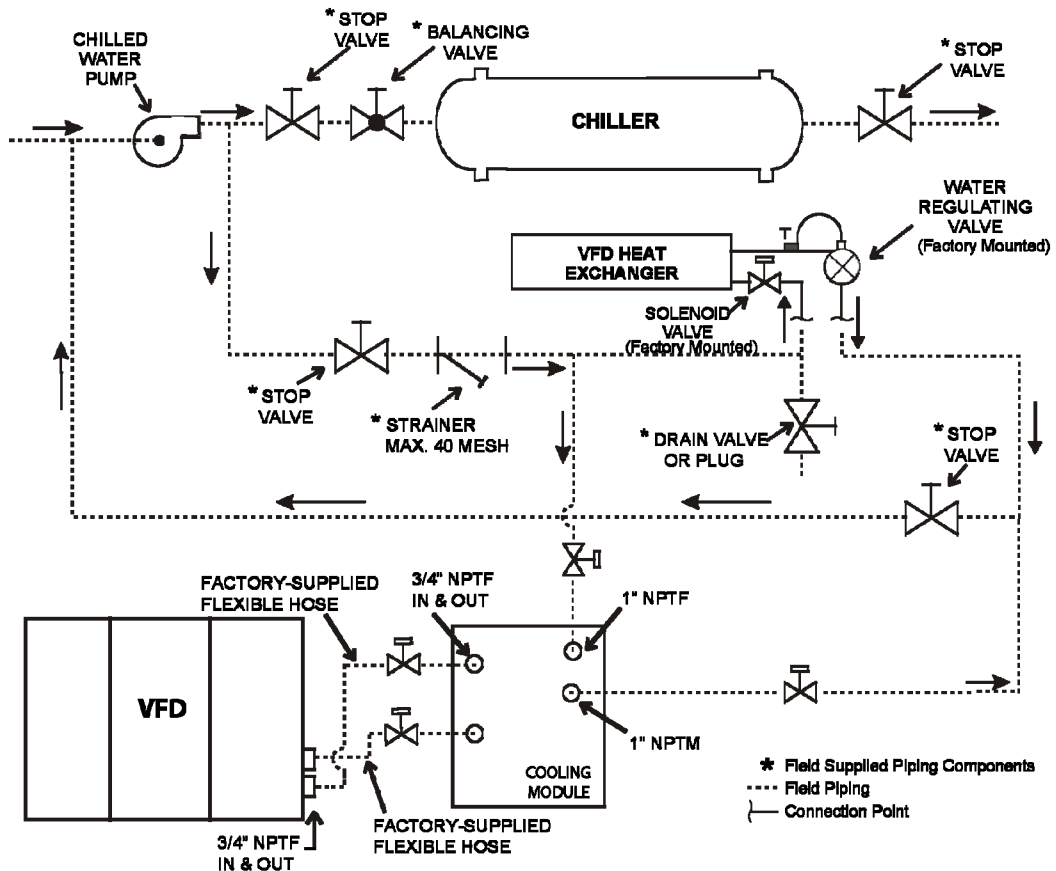 * STOP
VALVE
* BALANCING
VALVE
* STOP
VALVE
CHILLED
WATER
PUMP
CHILLER
WATER
REGULATING
VALVE
(Factory Mounted)
T
VFD HEAT
EXCHANGER
SOLENOID
VALVE
(Factory Mounted)
* STOP
VALVE
* STRAINER
MAX. 40 MESH
* DRAIN VALVE
OR PLUG
* STOP
VALVE
FACTORY-SUPPLIED
FLEXIBLE HOSE
3/4" NPTF
IN & OUT
1" NPTF
VFD
1" NPTM
COOLING
MODULE
3/4" NPTF
IN & OUT
FACTORY-SUPPLIED
FLEXIBLE HOSE
* Field Supplied Piping Components
Field Piping
Connection Point